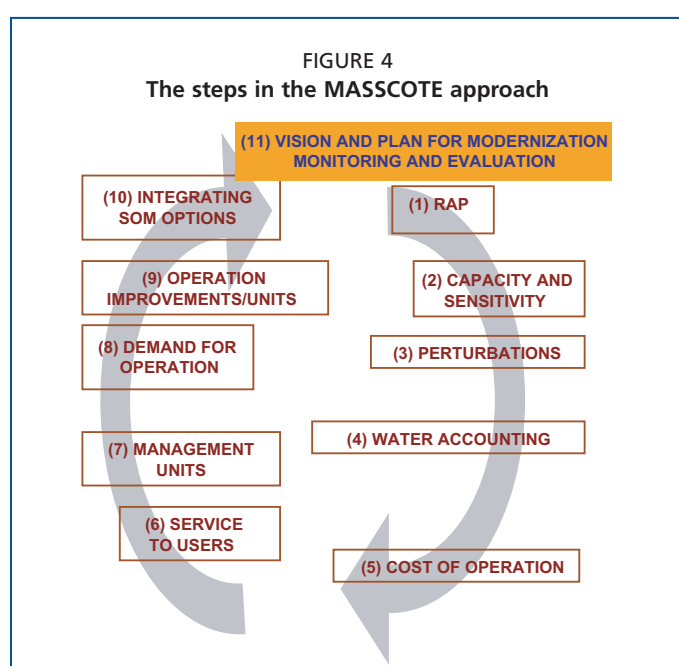 FIGURE 4
The steps in the MASSCOTE approach
(11) VISION AND PLAN FOR MODERNIZATION
MONITORING AND EVALUATION
(10) INTEGRATING
SOM OPTIONS
(1) RAP
(9) OPERATION
IMPROVEMENTS/UNITS
(2) CAPACITY AND
SENSITIVITY
(8) DEMAND FOR
OPERATION
(3) PERTURBATIONS
(7) MANAGEMENT
UNITS
(4) WATER ACCOUNTING
(6) SERVICE
TO USERS
(5) COST OF OPERATION